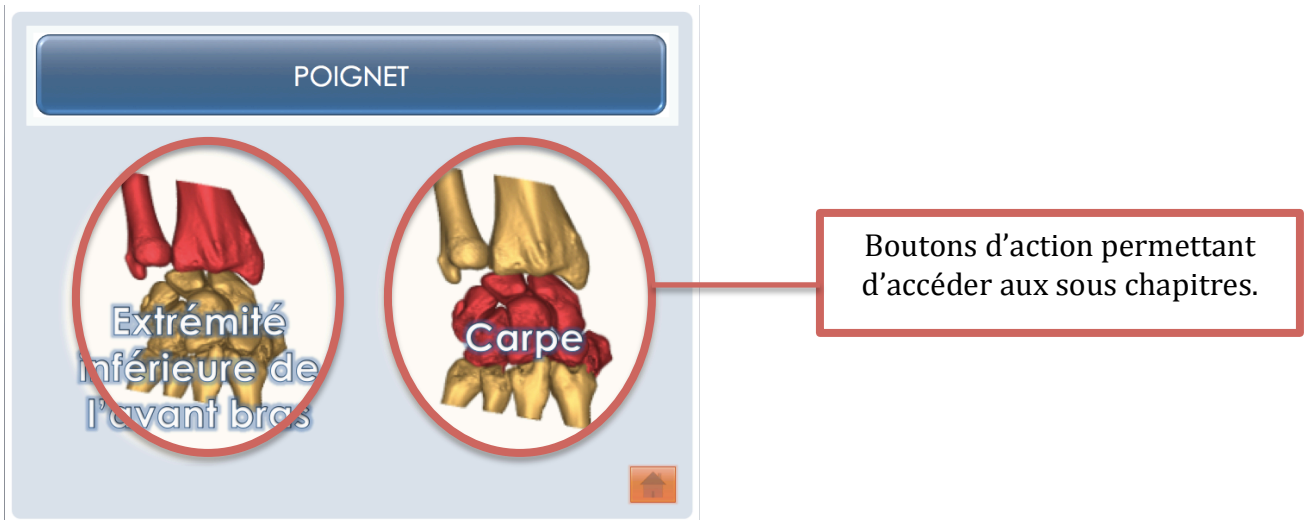 POIGNET
Extrémité
inférieure de
l'avant bras
Carpe
Boutons d’action permettant
d’accéder aux sous chapitres.